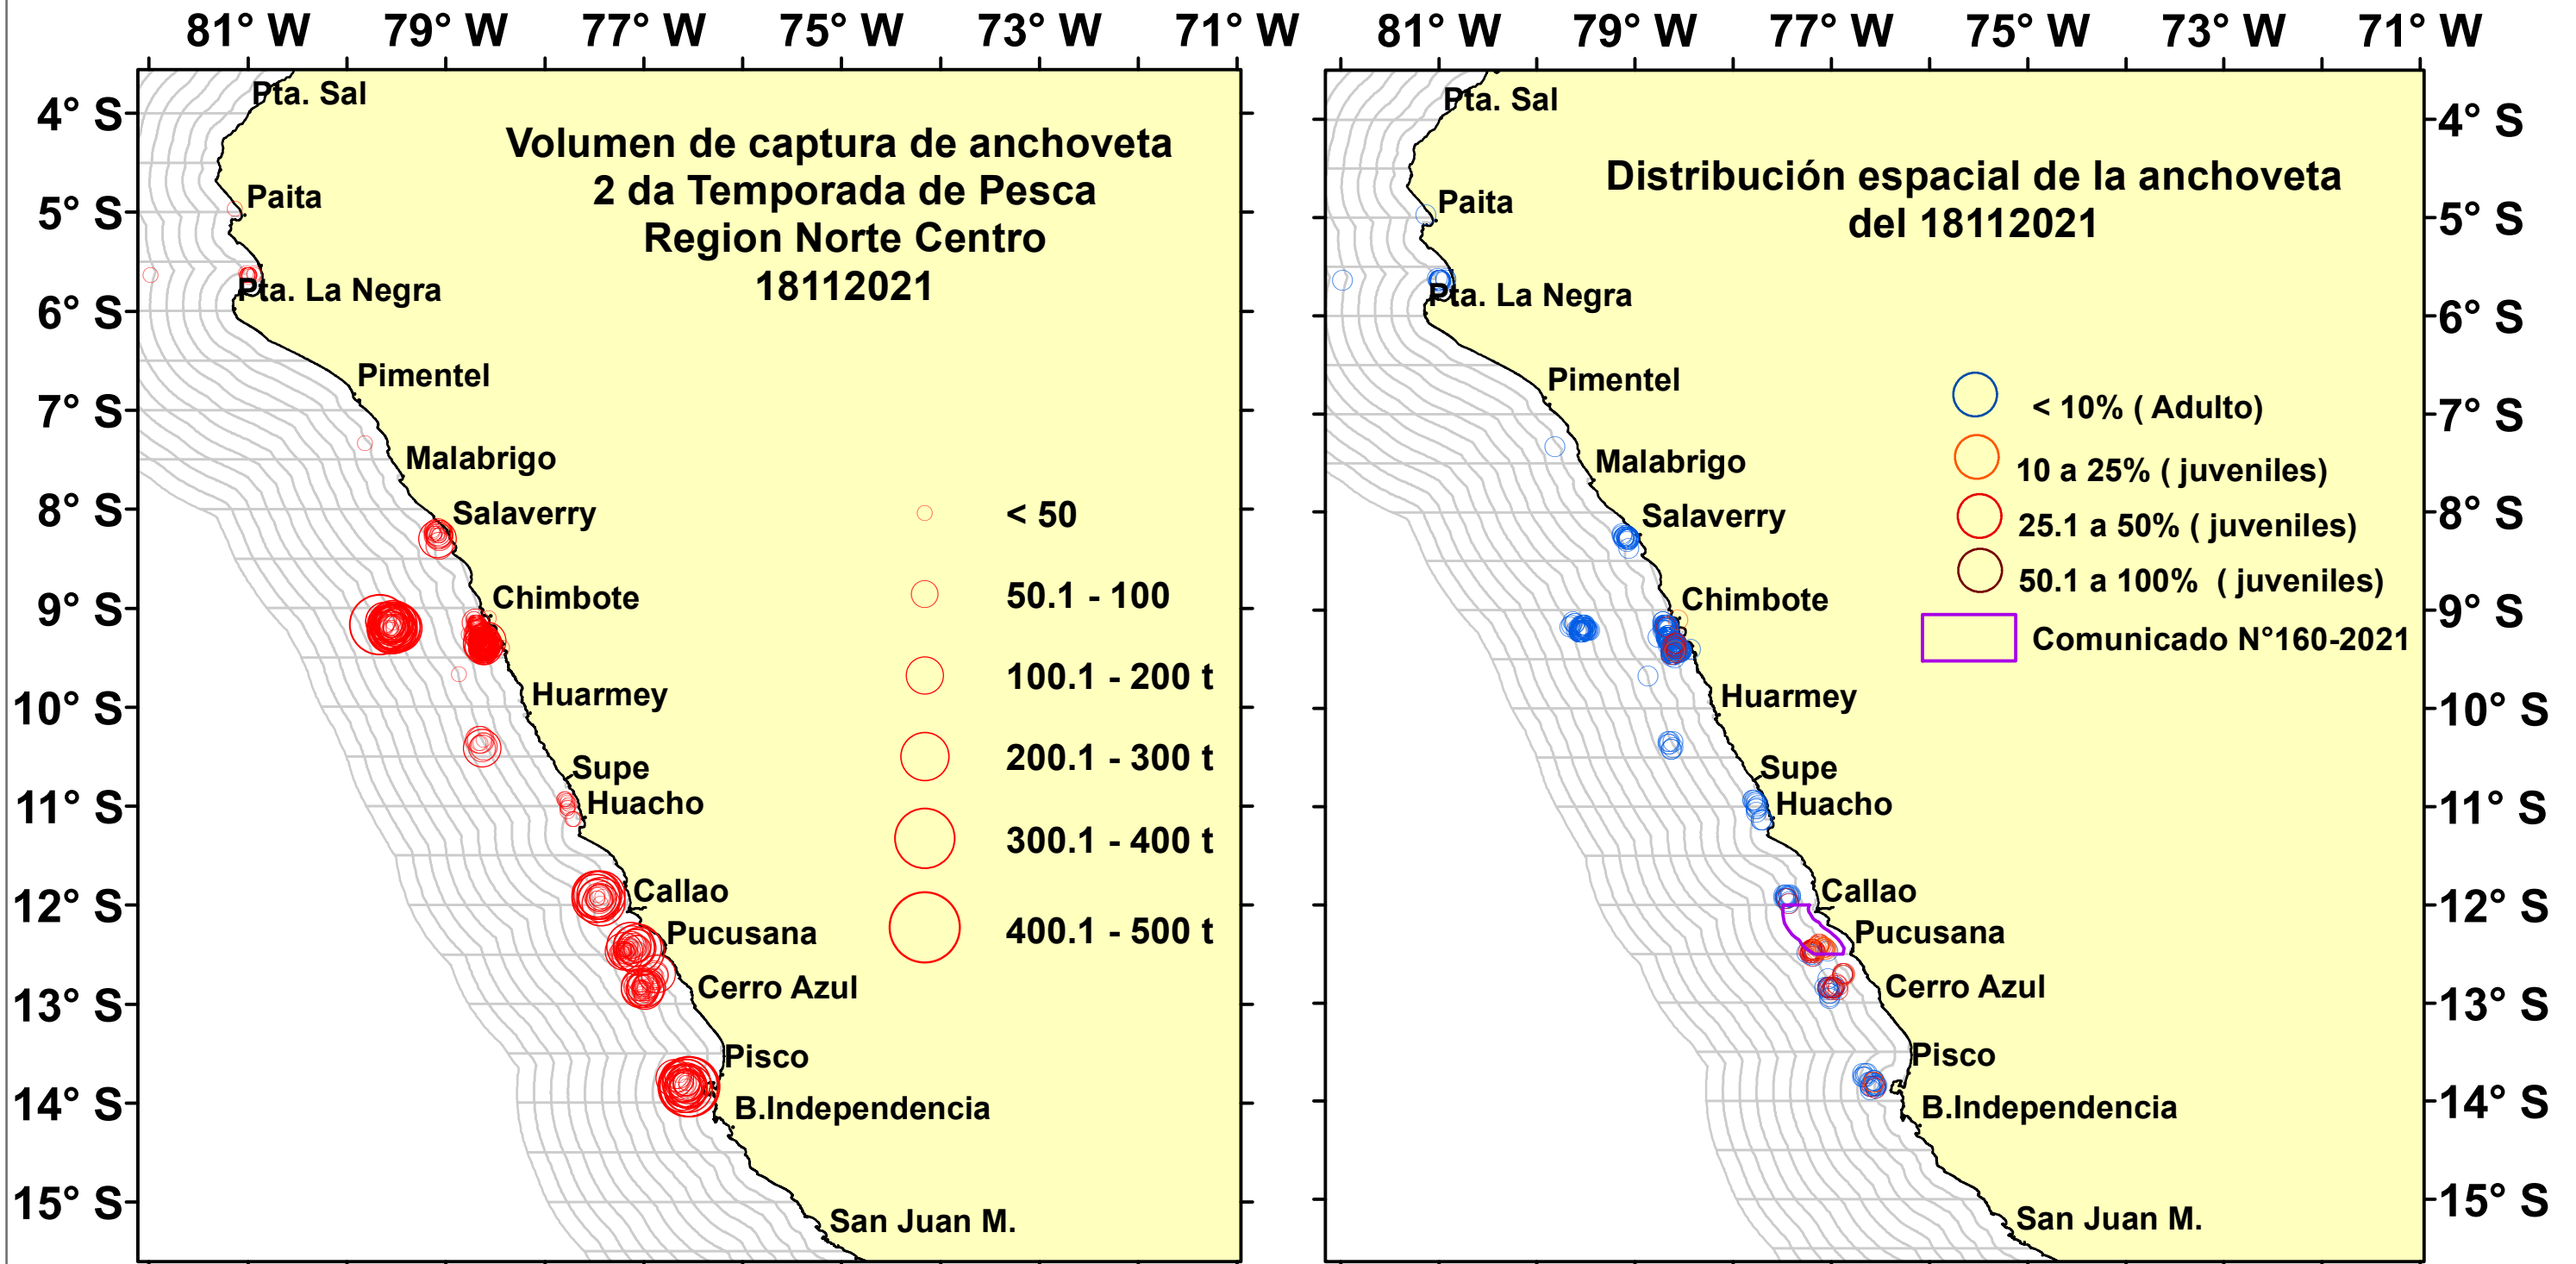 81° W 79° W 77° W 75° W 73° W 71° W
4° S
5° S
6° S
7° S
8° S
9° S
10° S
11° S
12° S
13° S
14° S
15° S
Volumen de captura de anchoveta
2 da Temporada de Pesca
Region Norte Centro
18112021
Pta. Sal
Paita
Pta. La Negra
Pimentel
Malabrigo
Salaverry
Chimbote
Huarmey
Supe
Huacho
Callao
Pucusana
Cerro Azul
Pisco
B.Independencia
San Juan M.
< 50
50.1 - 100
100.1 - 200 t
200.1 - 300 t
300.1 - 400 t
400.1 - 500 t
81° W 79° W 77° W 75° W 73° W 71° W
Distribución espacial de la anchoveta
del 18112021
Pta. Sal
Paita
Pta. La Negra
Pimentel
Malabrigo
Salaverry
Chimbote
Huarmey
Supe
Huacho
Callao
Pucusana
Cerro Azul
Pisco
B.Independencia
San Juan M.
< 10% ( Adulto)
10 a 25% ( juveniles)
25.1 a 50% ( juveniles)
50.1 a 100% ( juveniles)
Comunicado N°160-2021
4° S
5° S
6° S
7° S
8° S
9° S
10° S
11° S
12° S
13° S
14° S
15° S